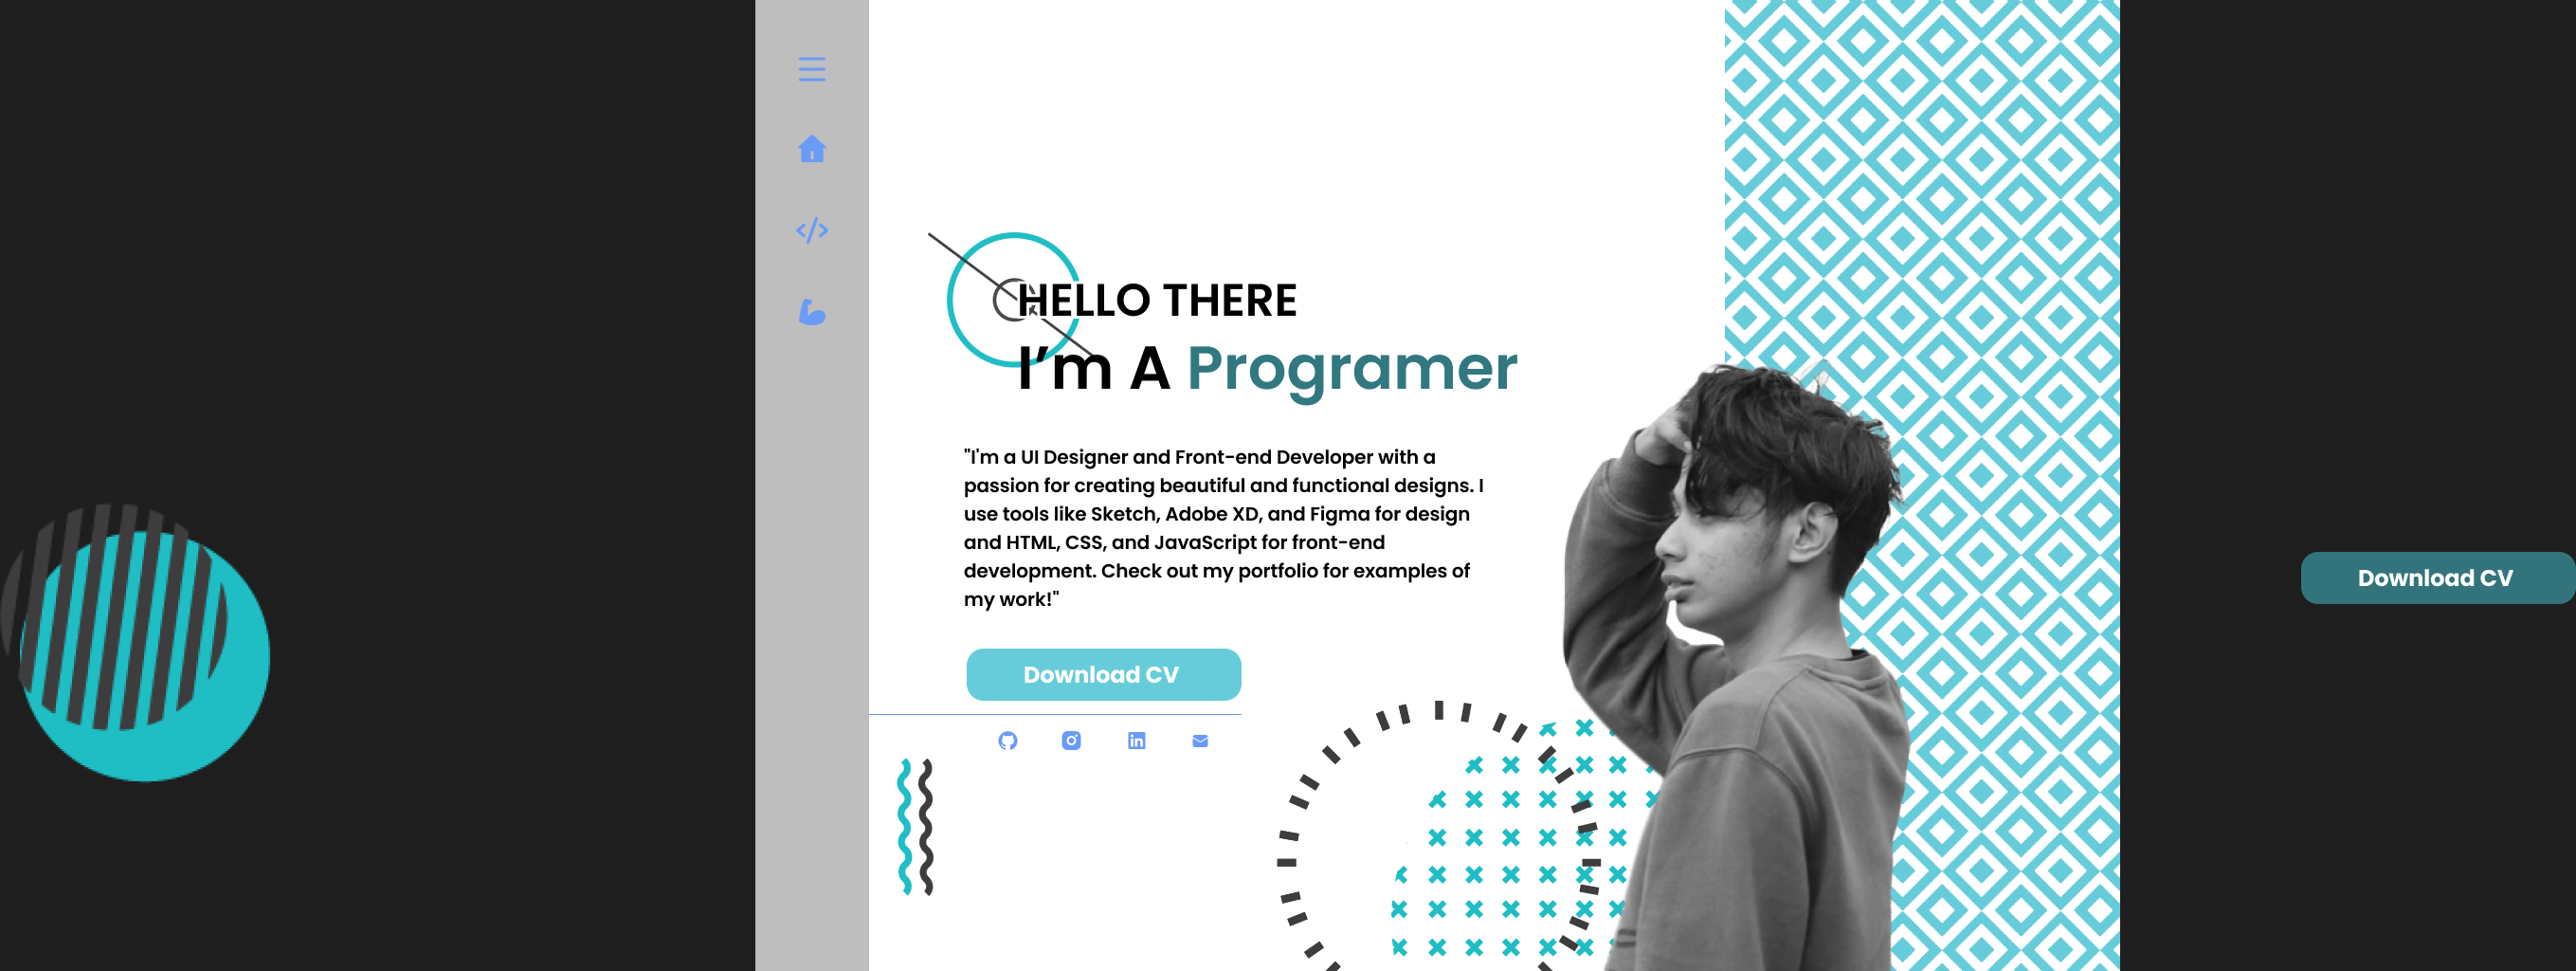 HELLO THERE
I’m A Programer
"I'm a UI Designer and Front-end Developer with a
passion for creating beautiful and functional designs. I
use tools like Sketch, Adobe XD, and Figma for design
and HTML, CSS, and JavaScript for front-end
development. Check out my portfolio for examples of
my work!"
Download CV
Download CV